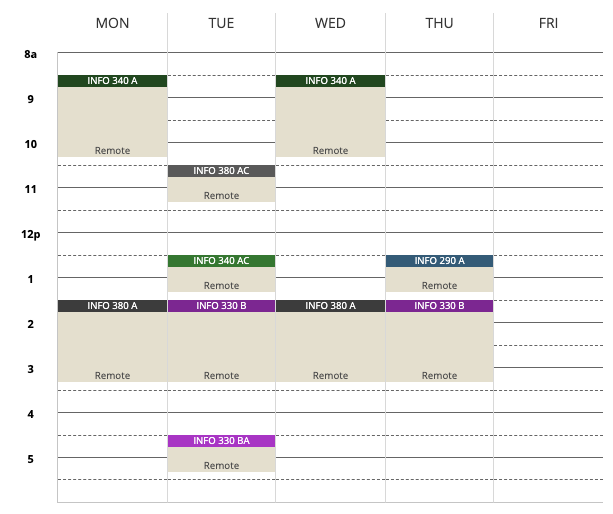 MON TUE WED THU FRI
8a
INFO 340 A INFO 340 A
9
10
Remote Remote
INFO 380 AC
11
Remote
12p
INFO 340 AC INFO 290 A
1
Remote Remote
INFO 380 A INFO 330 B INFO 380 A INFO 330 B
2
3
Remote Remote Remote Remote
4
INFO 330 BA
5
Remote